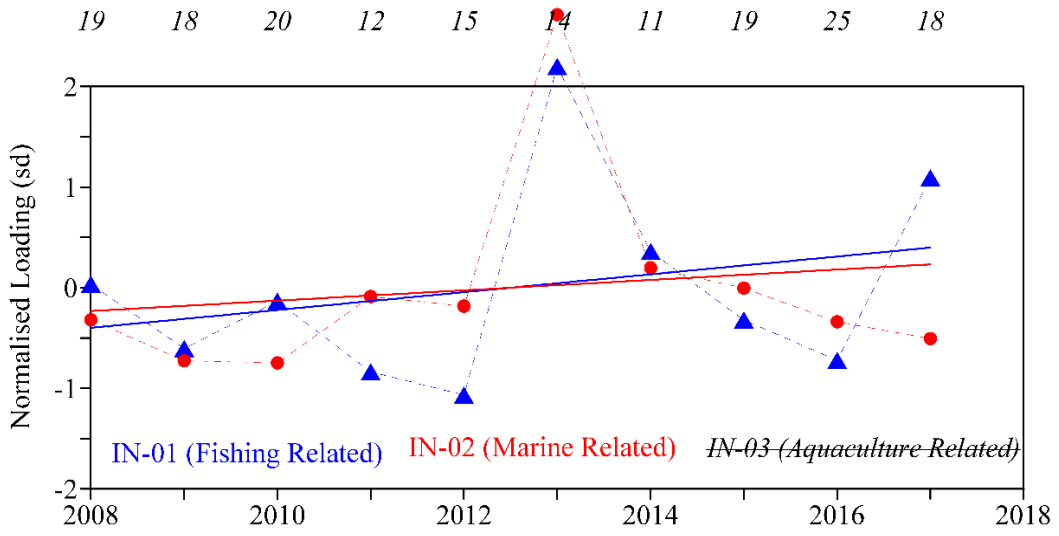 19 18 20 12 15 14 11 19 25 18
2
1
0
-1
-2
Normalised Loading (sd)
IN-01 (Fishing Related) IN-02 (Marine Related) IN-03 (Aquaculture Related)
2008 2010 2012 2014 2016 2018